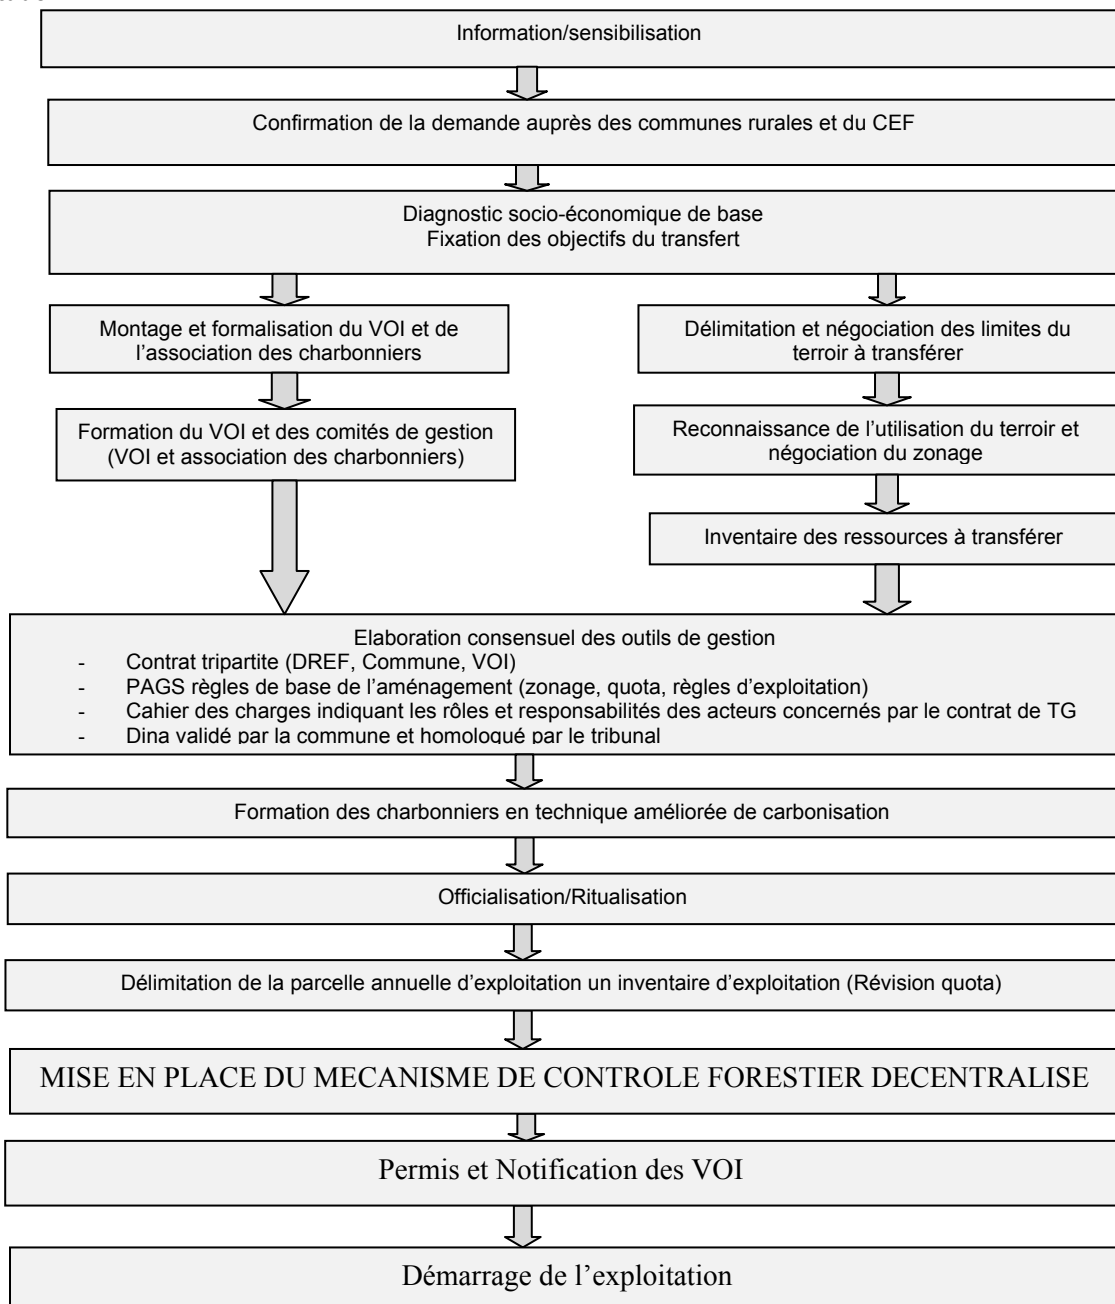 Information/sensibilisation
Confirmation de la demande auprès des communes rurales et du CEF
Diagnostic socio-économique de base
Fixation des objectifs du transfert
Montage et formalisation du VOI et de
l'association des charbonniers
Délimitation et négociation des limites du
terroir à transférer
Formation du VOI et des comités de gestion
(VOI et association des charbonniers)
Reconnaissance de l'utilisation du terroir et
négociation du zonage
Inventaire des ressources à transférer
Elaboration consensuel des outils de gestion
- Contrat tripartite (DREF, Commune, VOI)
- PAGS règles de base de l'aménagement (zonage, quota, règles d'exploitation)
- Cahier des charges indiquant les rôles et responsabilités des acteurs concernés par le contrat de TG
- Dina validé par la commune et homologué par le tribunal
Formation des charbonniers en technique améliorée de carbonisation
Officialisation/Ritualisation
Délimitation de la parcelle annuelle d'exploitation un inventaire d'exploitation (Révision quota)
MISE EN PLACE DU MECANISME DE CONTROLE FORESTIER DECENTRALISE
Permis et Notification des VOI
Démarrage de l'exploitation